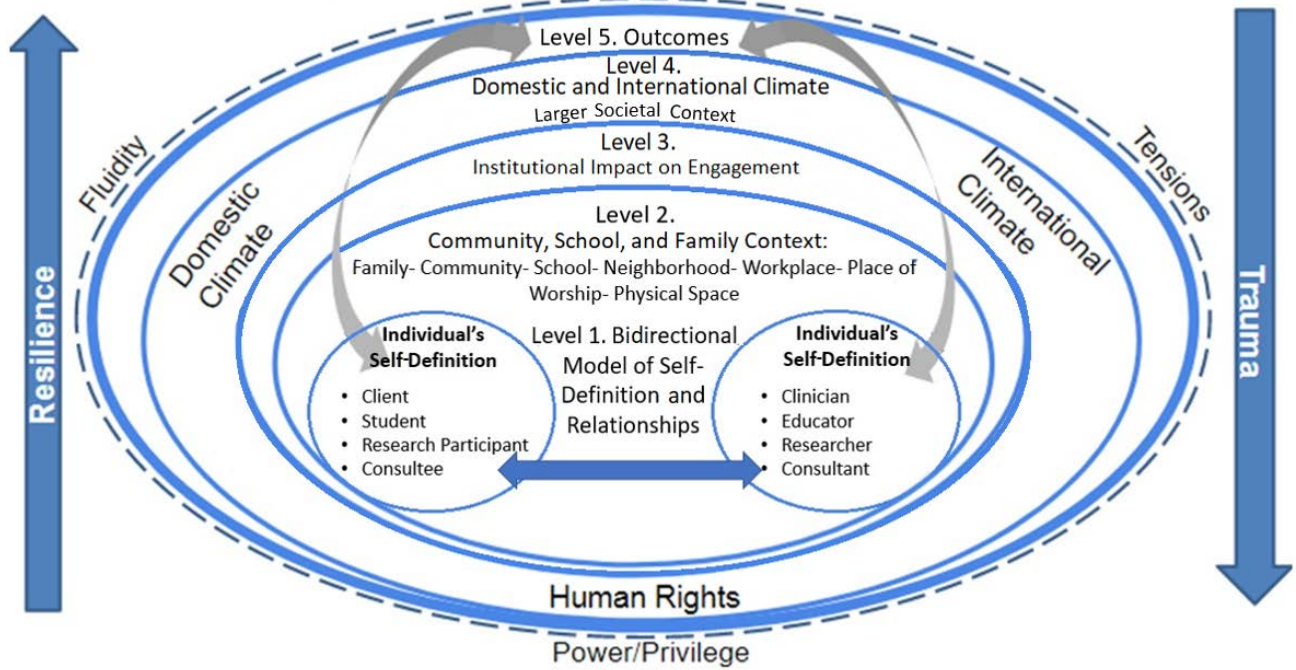 Level 5. Outcomes
Level 4.
Domestic and International Climate
Larger Societal Context
Level 3.
Institutional Impact on Engagement
Level 2.
Community, School, and Family Context:
Family- Community- School- Neighborhood- Workplace- Place of
Worship- Physical Space
Level 1. Bidirectional
Model of Self-
Definition and
Relationships
Individual's
Self-Definition
• Client
• Student
• Research Participant
• Consultee
Individual's
Self-Definition
• Clinician
• Educator
• Researcher
• Consultant
Resilience
Fluidity
Domestic
Climate
International
Climate
Tensions
Trauma
Human Rights
Power/Privilege